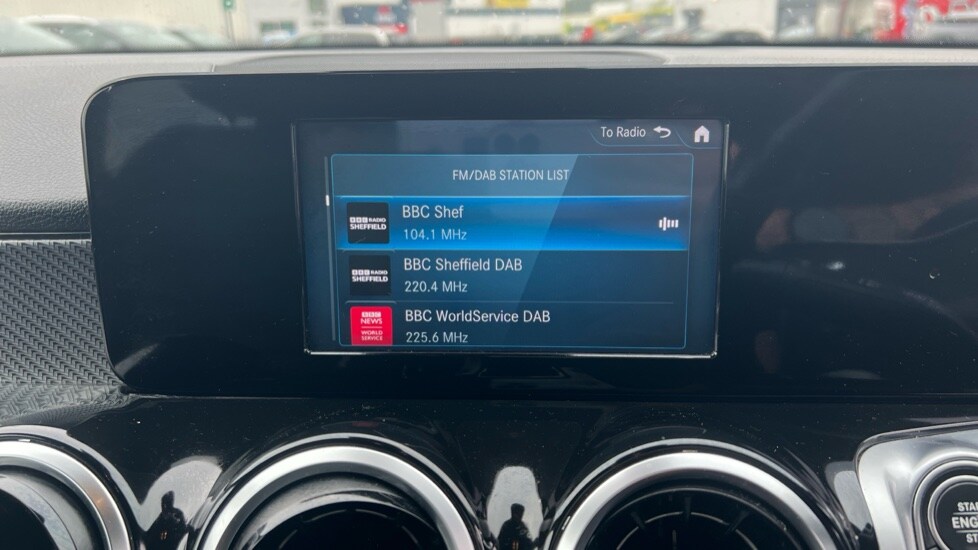 To Radio
FM/DAB STATION LIST
BBC RADIO
SHEFFIELD
BBC Shef
104.1 MHz
BBC RADIO
SHEFFIELD
BBC Sheffield DAB
220.4 MHz
BBC
NEWS
WORLD
SERVICE
BBC WorldService DAB
225.6 MHz